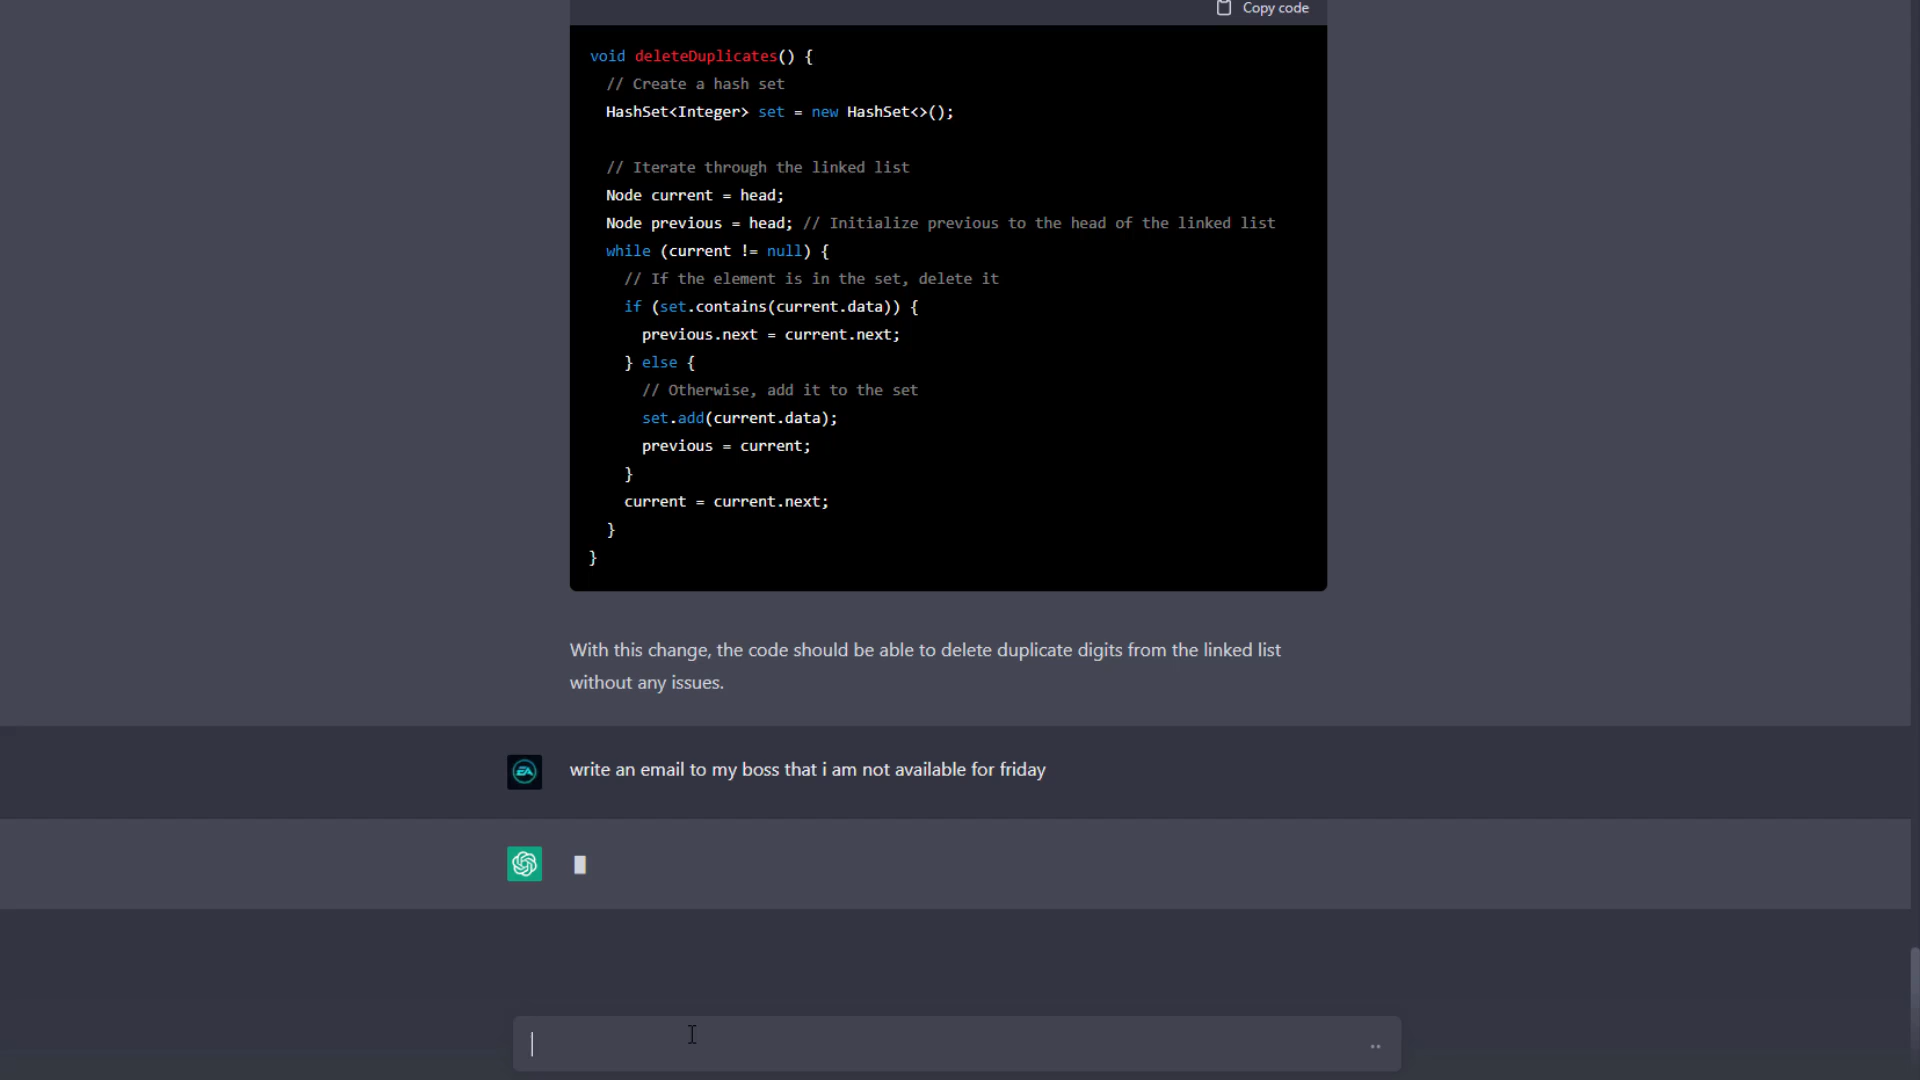 Copy code
void deleteDuplicates() {
// Create a hash set
HashSet<Integer> set = new HashSet<>();
// Iterate through the linked list
Node current = head;
Node previous = head; // Initialize previous to the head of the linked list
while (current != null) {
// If the element is in the set, delete it
if (set.contains(current.data)) {
previous.next = current.next;
} else {
// Otherwise, add it to the set
set.add(current.data);
previous = current;
}
current = current.next;
}
}
With this change, the code should be able to delete duplicate digits from the linked list
without any issues.
EA
write an email to my boss that i am not available for friday